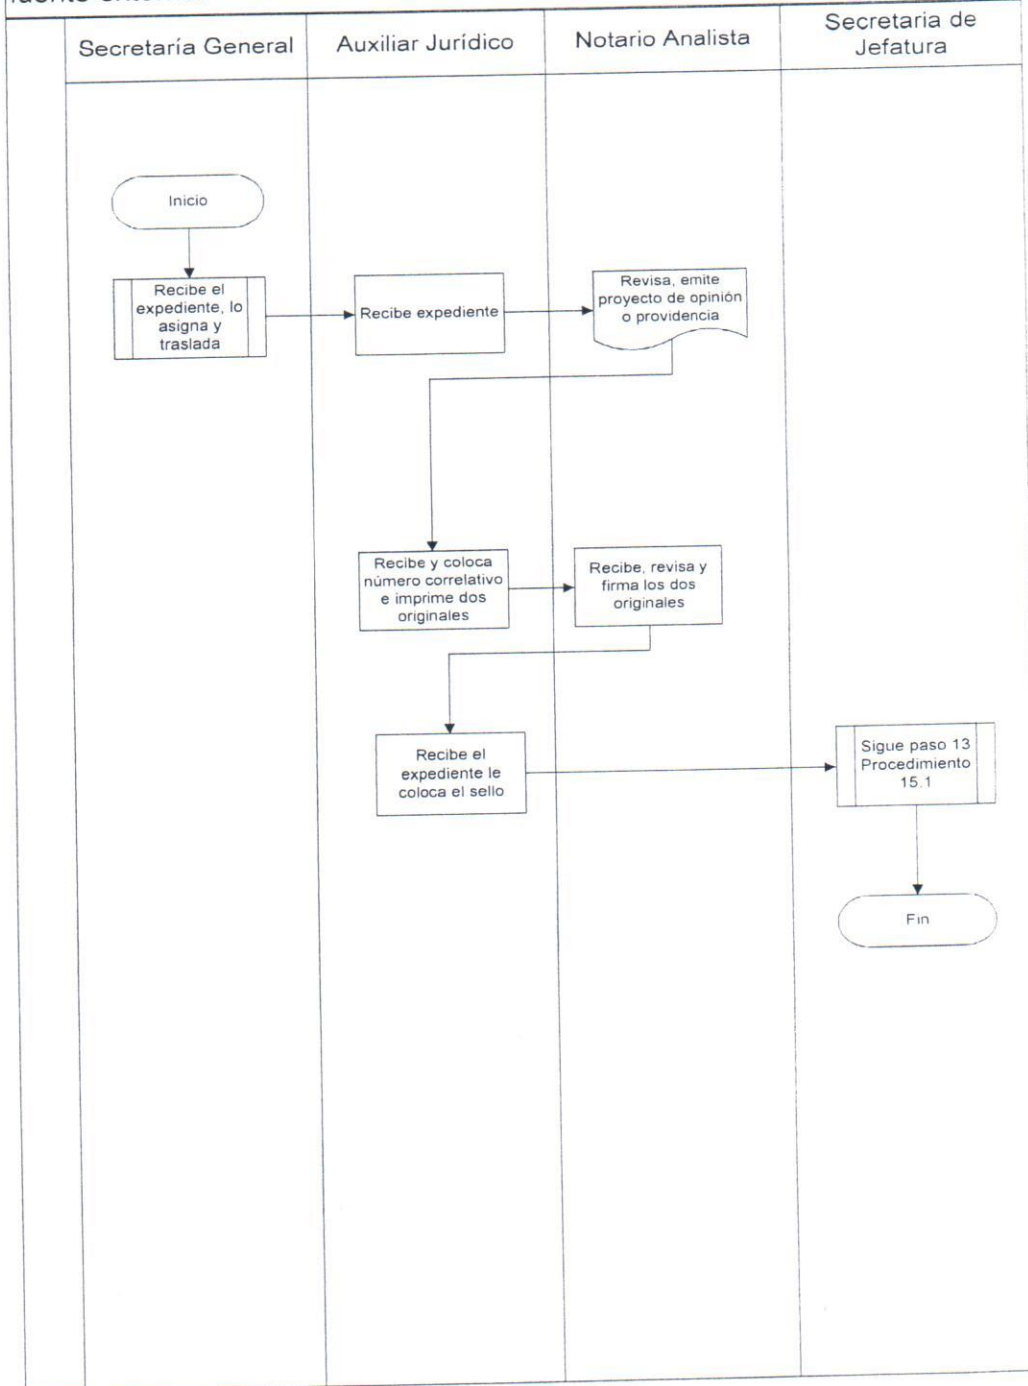 Secretaría General
Auxiliar Jurídico
Notario Analista
Secretaria de
Jefatura
Inicio
Recibe el
expediente, lo
asigna y
traslada
Recibe expediente
Revisa, emite
proyecto de opinión
o providencia
Recibe y coloca
número correlativo
e imprime dos
originales
Recibe, revisa y
firma los dos
originales
Recibe el
expediente le
coloca el sello
Sigue paso 13
Procedimiento
15.1
Fin